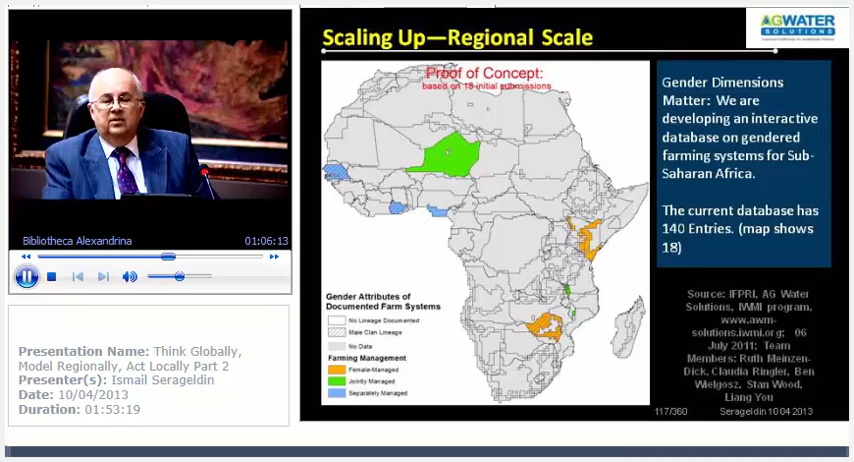 Bibliotheca Alexandrina
01:06:13
Presentation Name: Think Globally,
Model Regionally, Act Locally Part 2
Presenter(s): Ismail Serageldin
Date: 10/04/2013
Duration: 01:53:19
AGWATER
SOLUTIONS
Scaling Up—Regional Scale
Proof of Concept:
based on 18 initial submissions
Gender Attributes of
Documented Farm Systems
No Lineage Documented
Male Clan Lineage
No Data
Farming Management
Female-Managed
Jointly Managed
Separately Managed
Gender Dimensions
Matter: We are
developing an interactive
database on gendered
farming systems for Sub-
Saharan Africa.
The current database has
140 Entries. (map shows
18)
Source: IFPRI, AG Water
Solutions, IWMI program,
www.awm-
solutions.iwmi.org; 06
July 2011; Team
Members: Ruth Meinzen-
Dick, Claudia Ringler, Ben
Wielgosz, Stan Wood,
Liang You
117/360
Serageldin 10 04 2013